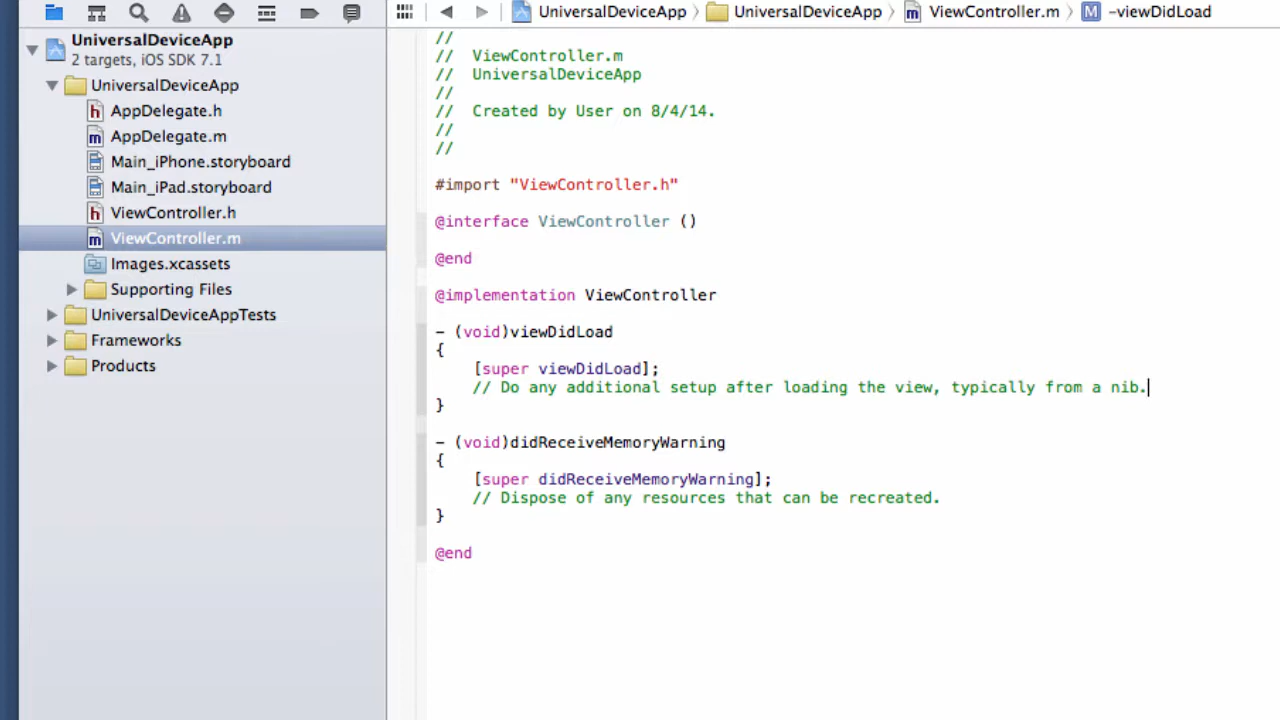 UniversalDeviceApp
2 targets, iOS SDK 7.1
UniversalDeviceApp
AppDelegate.h
AppDelegate.m
Main_iPhone.storyboard
Main_iPad.storyboard
ViewController.h
ViewController.m
Images.xcassets
Supporting Files
UniversalDeviceAppTests
Frameworks
Products
UniversalDeviceApp UniversalDeviceApp ViewController.m -viewDidLoad
//
//  ViewController.m
//  UniversalDeviceApp
//
//  Created by User on 8/4/14.
//
//
#import "ViewController.h"
@interface ViewController ()
@end
@implementation ViewController
- (void)viewDidLoad
{
    [super viewDidLoad];
    // Do any additional setup after loading the view, typically from a nib.
}
- (void)didReceiveMemoryWarning
{
    [super didReceiveMemoryWarning];
    // Dispose of any resources that can be recreated.
}
@end